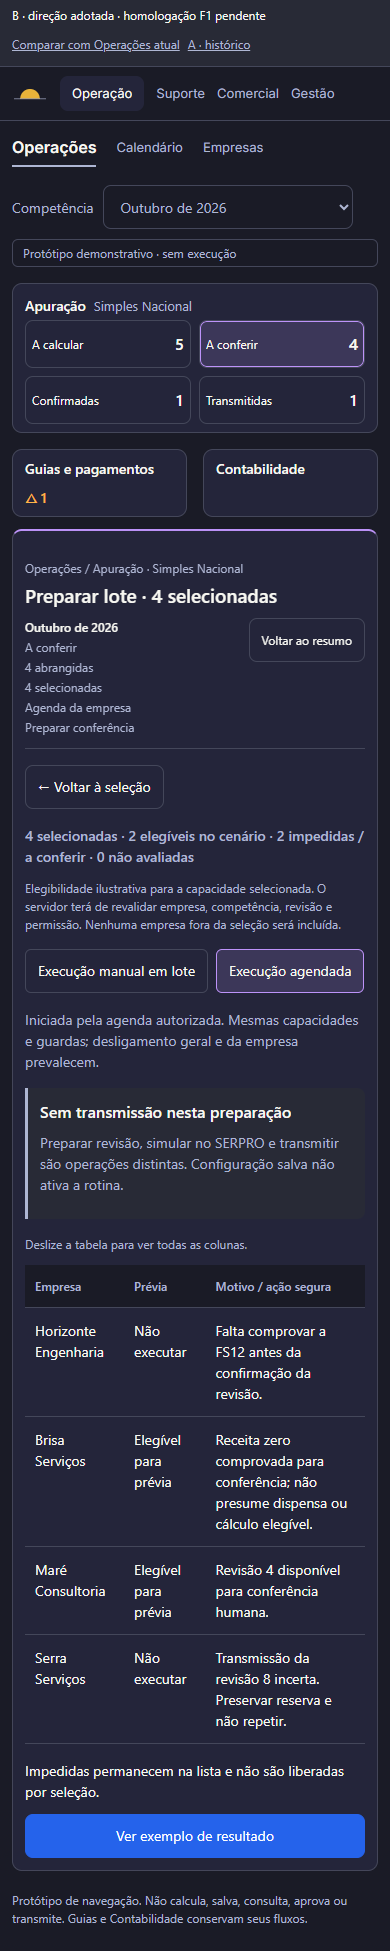 B · direção adotada · homologação F1 pendente
Comparar com Operações atual A · histórico
Operação Suporte Comercial Gestão
Operações Calendário Empresas
Competência Outubro de 2026
Protótipo demonstrativo · sem execução
Apuração Simples Nacional
A calcular 5
A conferir 4
Confirmadas 1
Transmitidas 1
Guias e pagamentos
△ 1
Contabilidade
Operações / Apuração · Simples Nacional
Preparar lote · 4 selecionadas
Outubro de 2026
A conferir
4 abrangidas
4 selecionadas
Agenda da empresa
Preparar conferência
Voltar ao resumo
← Voltar à seleção
4 selecionadas · 2 elegíveis no cenário · 2 impedidas /
a conferir · 0 não avaliadas
Elegibilidade ilustrativa para a capacidade selecionada. O
servidor terá de revalidar empresa, competência, revisão e
permissão. Nenhuma empresa fora da seleção será incluída.
Execução manual em lote
Execução agendada
Iniciada pela agenda autorizada. Mesmas capacidades
e guardas; desligamento geral e da empresa
prevalecem.
Sem transmissão nesta preparação
Preparar revisão, simular no SERPRO e transmitir
são operações distintas. Configuração salva não
ativa a rotina.
Deslize a tabela para ver todas as colunas.
Empresa Prévia Motivo / ação segura
Horizonte
Engenharia
Não
executar
Falta comprovar a
FS12 antes da
confirmação da
revisão.
Brisa
Serviços
Elegível
para
prévia
Receita zero
comprovada para
conferência; não
presume dispensa ou
cálculo elegível.
Maré
Consultoria
Elegível
para
prévia
Revisão 4 disponível
para conferência
humana.
Serra
Serviços
Não
executar
Transmissão da
revisão 8 incerta.
Preservar reserva e
não repetir.
Impedidas permanecem na lista e não são liberadas
por seleção.
Ver exemplo de resultado
Protótipo de navegação. Não calcula, salva, consulta, aprova ou
transmite. Guias e Contabilidade conservam seus fluxos.